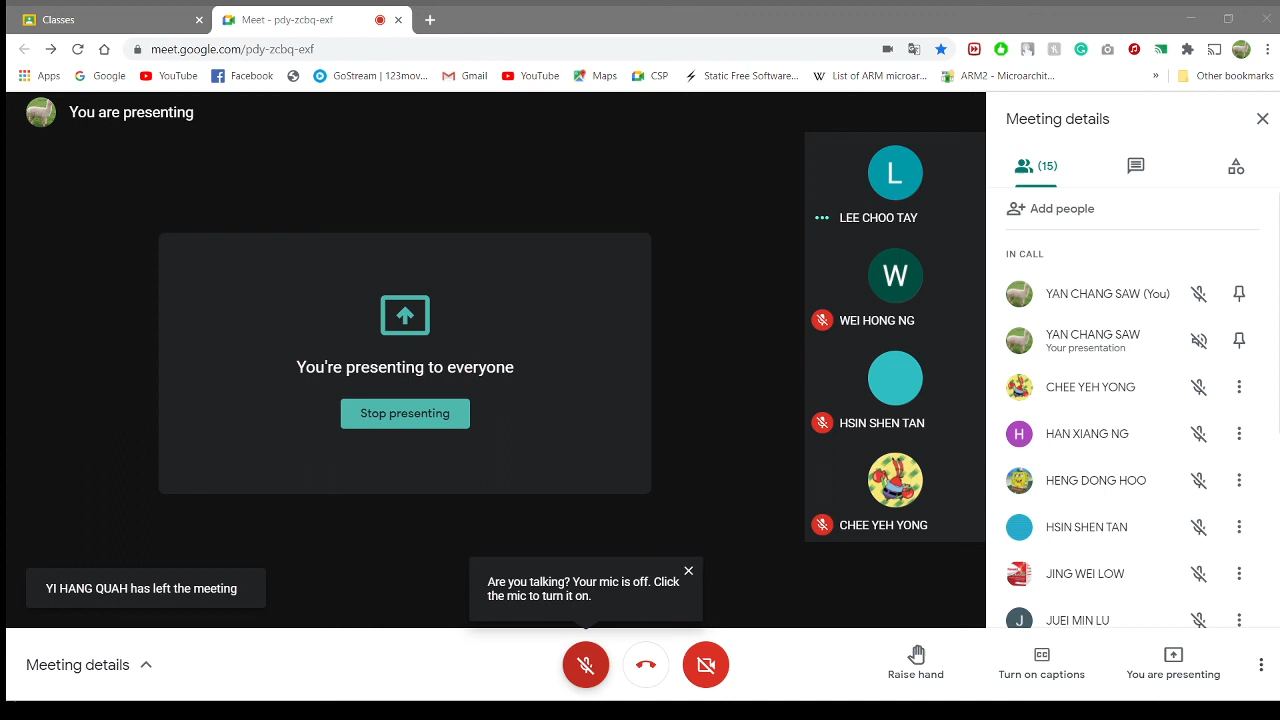 Classes
Meet - pdy-zcbq-exf
meet.google.com/pdy-zcbq-exf
Apps
Google
YouTube
Facebook
GoStream | 123mov...
Gmail
YouTube
Maps
CSP
Static Free Software...
List of ARM microar...
ARM2 - Microarchit...
»
Other bookmarks
You are presenting
You're presenting to everyone
Stop presenting
L
LEE CHOO TAY
W
WEI HONG NG
HSIN SHEN TAN
CHEE YEH YONG
YI HANG QUAH has left the meeting
Are you talking? Your mic is off. Click
the mic to turn it on.
Meeting details
(15)
Add people
IN CALL
YAN CHANG SAW (You)
YAN CHANG SAW
Your presentation
CHEE YEH YONG
H
HAN XIANG NG
HENG DONG HOO
HSIN SHEN TAN
JING WEI LOW
J
JUEI MIN LU
Meeting details
Raise hand
CC
Turn on captions
You are presenting